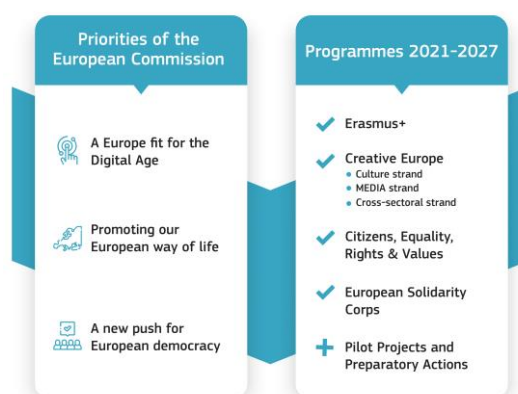 Priorities of the
European Commission
A Europe fit for the
Digital Age
Promoting our
European way of life
A new push for
European democracy
Programmes 2021-2027
Erasmus+
Creative Europe
• Culture strand
• MEDIA strand
• Cross-sectoral strand
Citizens, Equality,
Rights & Values
European Solidarity
Corps
Pilot Projects and
Preparatory Actions